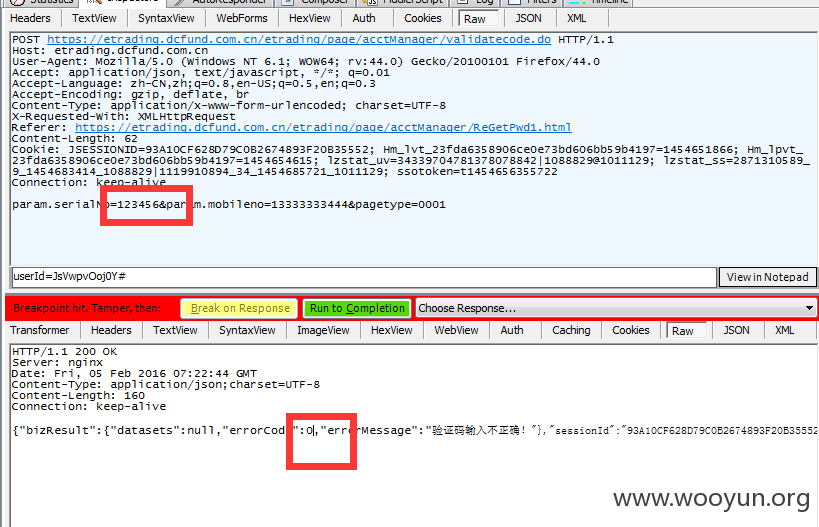 Statistics Inspectors AutoResponder Composer FiddlerScript Log Filters Timeline
Headers TextView SyntaxView WebForms HexView Auth Cookies Raw JSON XML
POST https://etrading.dcfund.com.cn/etrading/page/acctManager/validatecode.do HTTP/1.1
Host: etrading.dcfund.com.cn
User-Agent: Mozilla/5.0 (Windows NT 6.1; WOW64; rv:44.0) Gecko/20100101 Firefox/44.0
Accept: application/json, text/javascript, */*; q=0.01
Accept-Language: zh-CN,zh;q=0.8,en-US;q=0.5,en;q=0.3
Accept-Encoding: gzip, deflate, br
Content-Type: application/x-www-form-urlencoded; charset=UTF-8
X-Requested-With: XMLHttpRequest
Referer: https://etrading.dcfund.com.cn/etrading/page/acctManager/ReGetPwd1.html
Content-Length: 62
Cookie: JSESSIONID=93A10CF628D79C0B2674893F20B35552; Hm_lvt_23fda6358906ce0e73bd606bb59b4197=1454651866; Hm_lpvt_
23fda6358906ce0e73bd606bb59b4197=1454654615; lzstat_uv=34339704781378078842|1088829@1011129; lzstat_ss=2871310589_
9_1454683414_1088829|1119910894_34_1454685721_1011129; ssotoken=t1454656355722
Connection: keep-alive
param.serialNo=123456&param.mobileno=13333333444&pagetype=0001
userId=JsVwpvOoj0Y# View in Notepad
Breakpoint hit. Tamper, then: Break on Response Run to Completion Choose Response...
Transformer Headers TextView SyntaxView ImageView HexView WebView Auth Caching Cookies Raw JSON XML
HTTP/1.1 200 OK
Server: nginx
Date: Fri, 05 Feb 2016 07:22:44 GMT
Content-Type: application/json;charset=UTF-8
Content-Length: 160
Connection: keep-alive
{"bizResult":{"datasets":null,"errorCode":0,"errorMessage":"验证码输入不正确！"},"sessionId":"93A10CF628D79C0B2674893F20B35552
www.wooyun.org